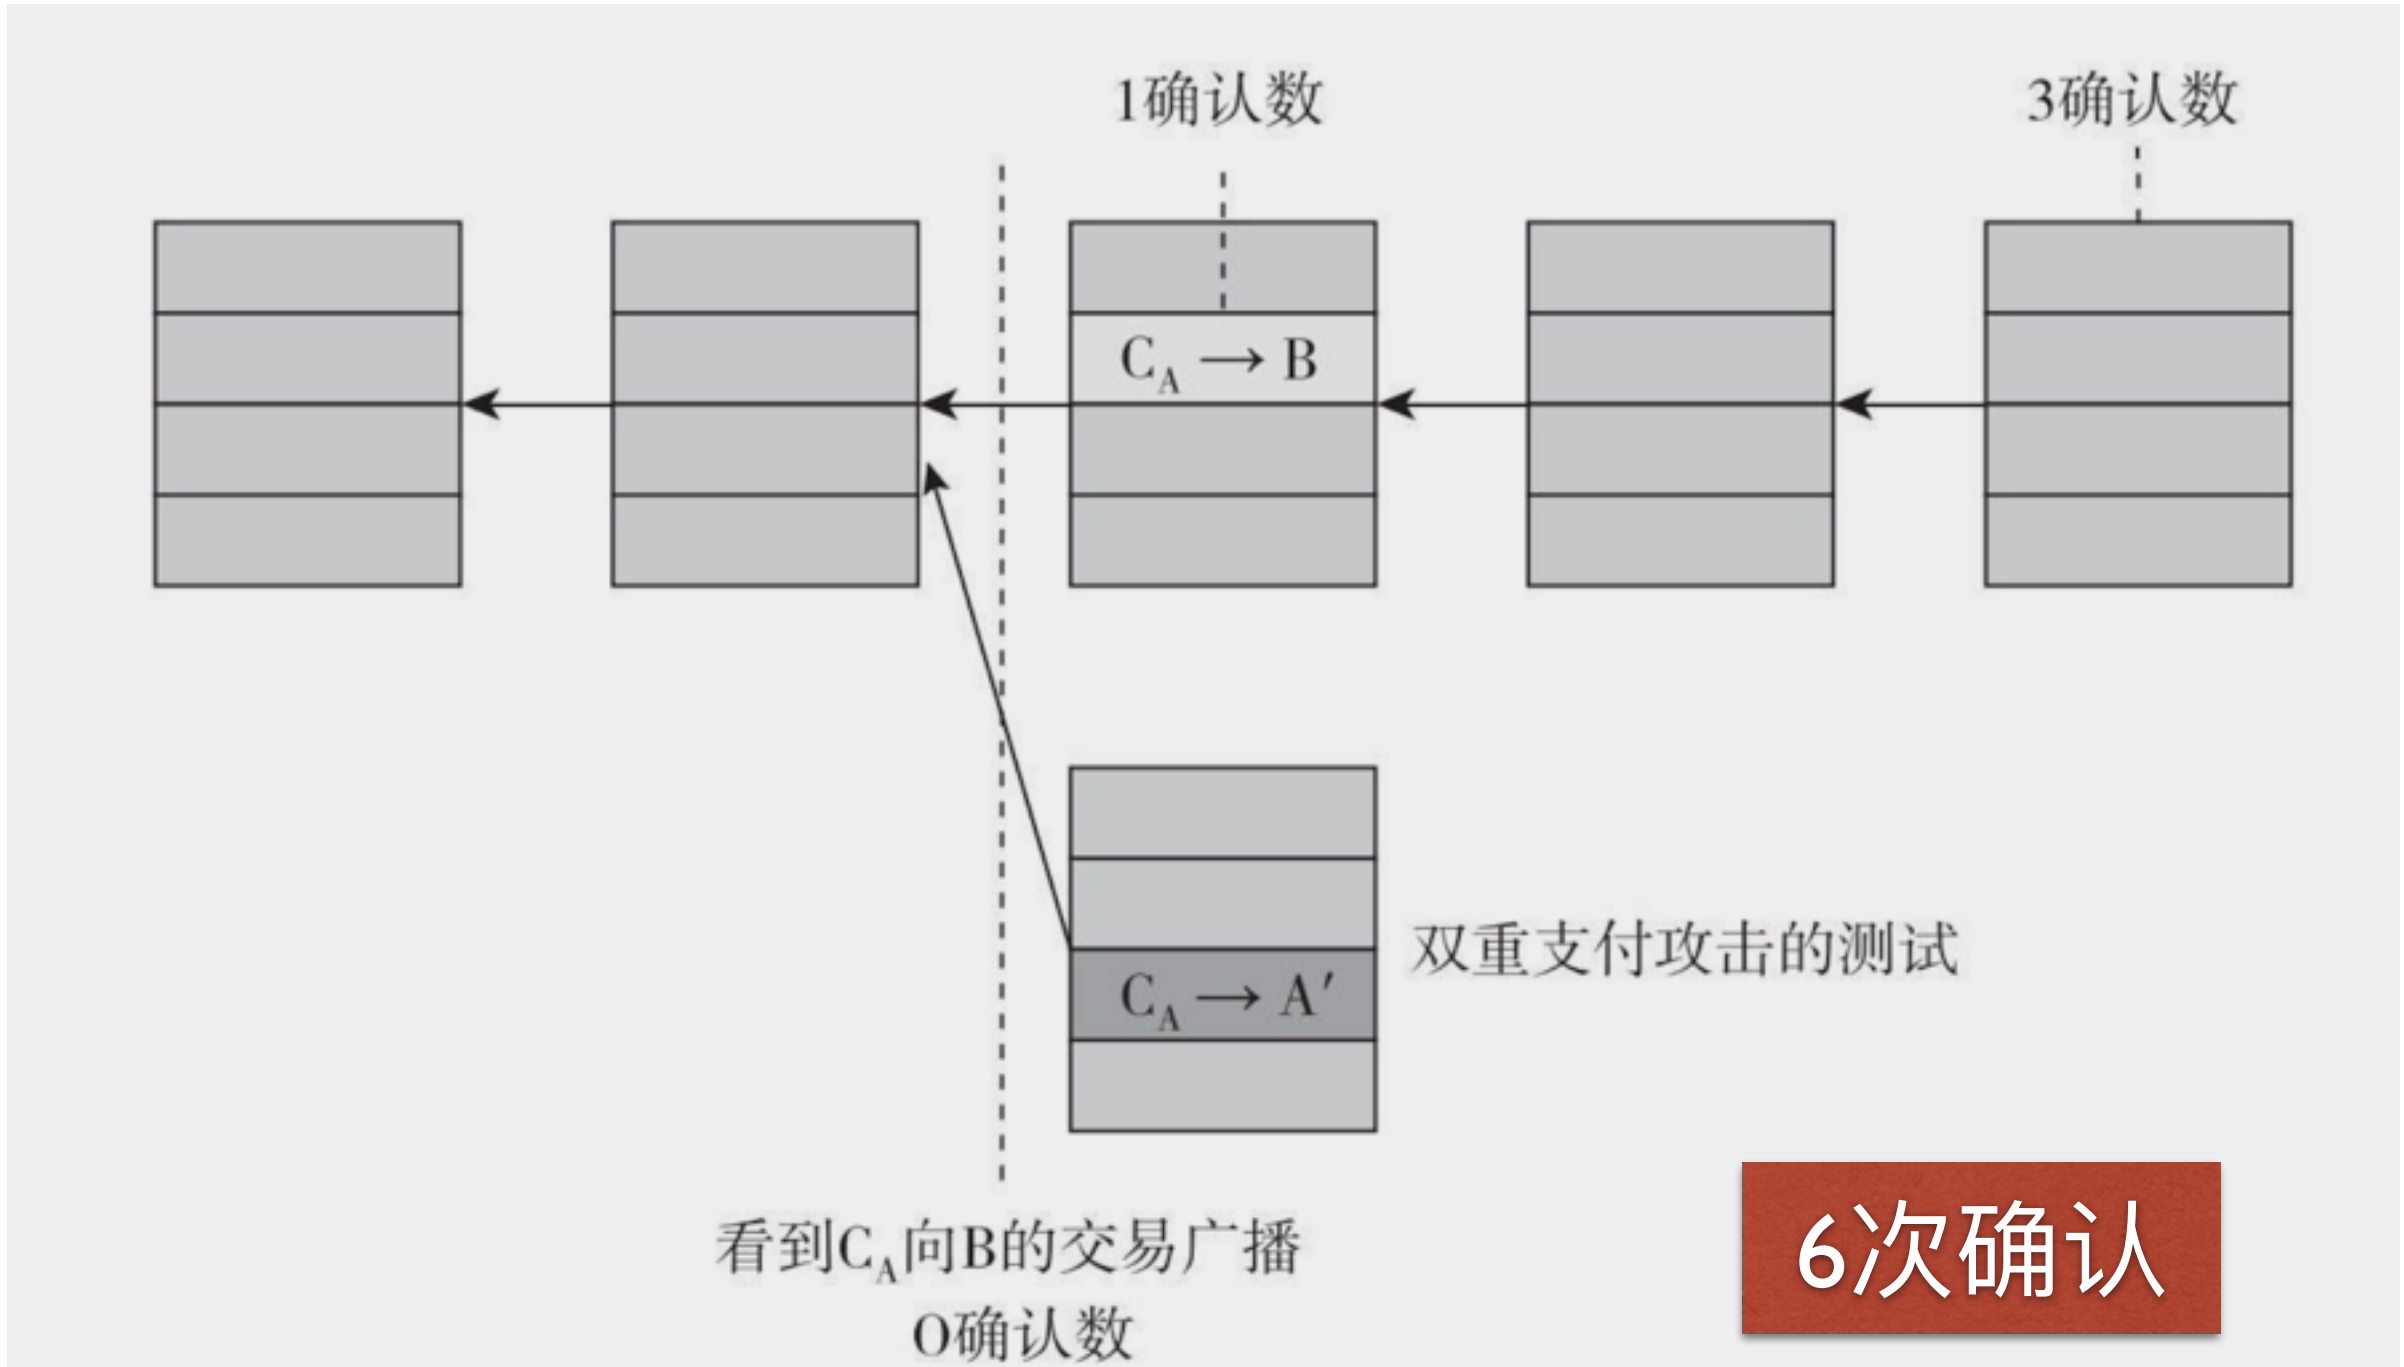 1确认数
3确认数
C_A → B
C_A → A′
双重支付攻击的测试
看到C_A向B的交易广播
0确认数
6次确认